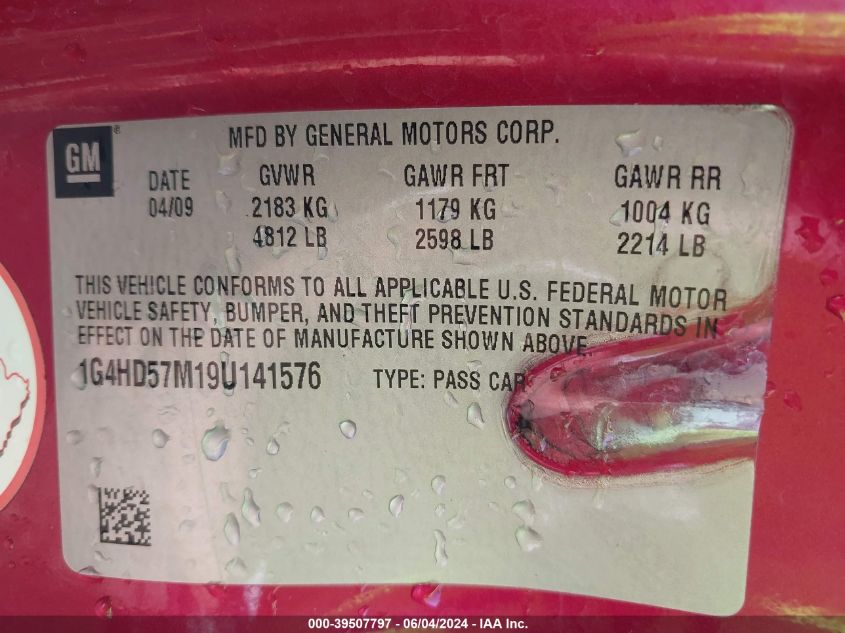 MFD BY GENERAL MOTORS CORP.
GM®
DATE GVWR GAWR FRT GAWR RR
04/09 2183 KG 1179 KG 1004 KG
4812 LB 2598 LB 2214 LB
THIS VEHICLE CONFORMS TO ALL APPLICABLE U.S. FEDERAL MOTOR
VEHICLE SAFETY, BUMPER, AND THEFT PREVENTION STANDARDS IN
EFFECT ON THE DATE OF MANUFACTURE SHOWN ABOVE.
1G4HD57M19U141576 TYPE: PASS CAR
000-39507797 - 06/04/2024 - IAA Inc.